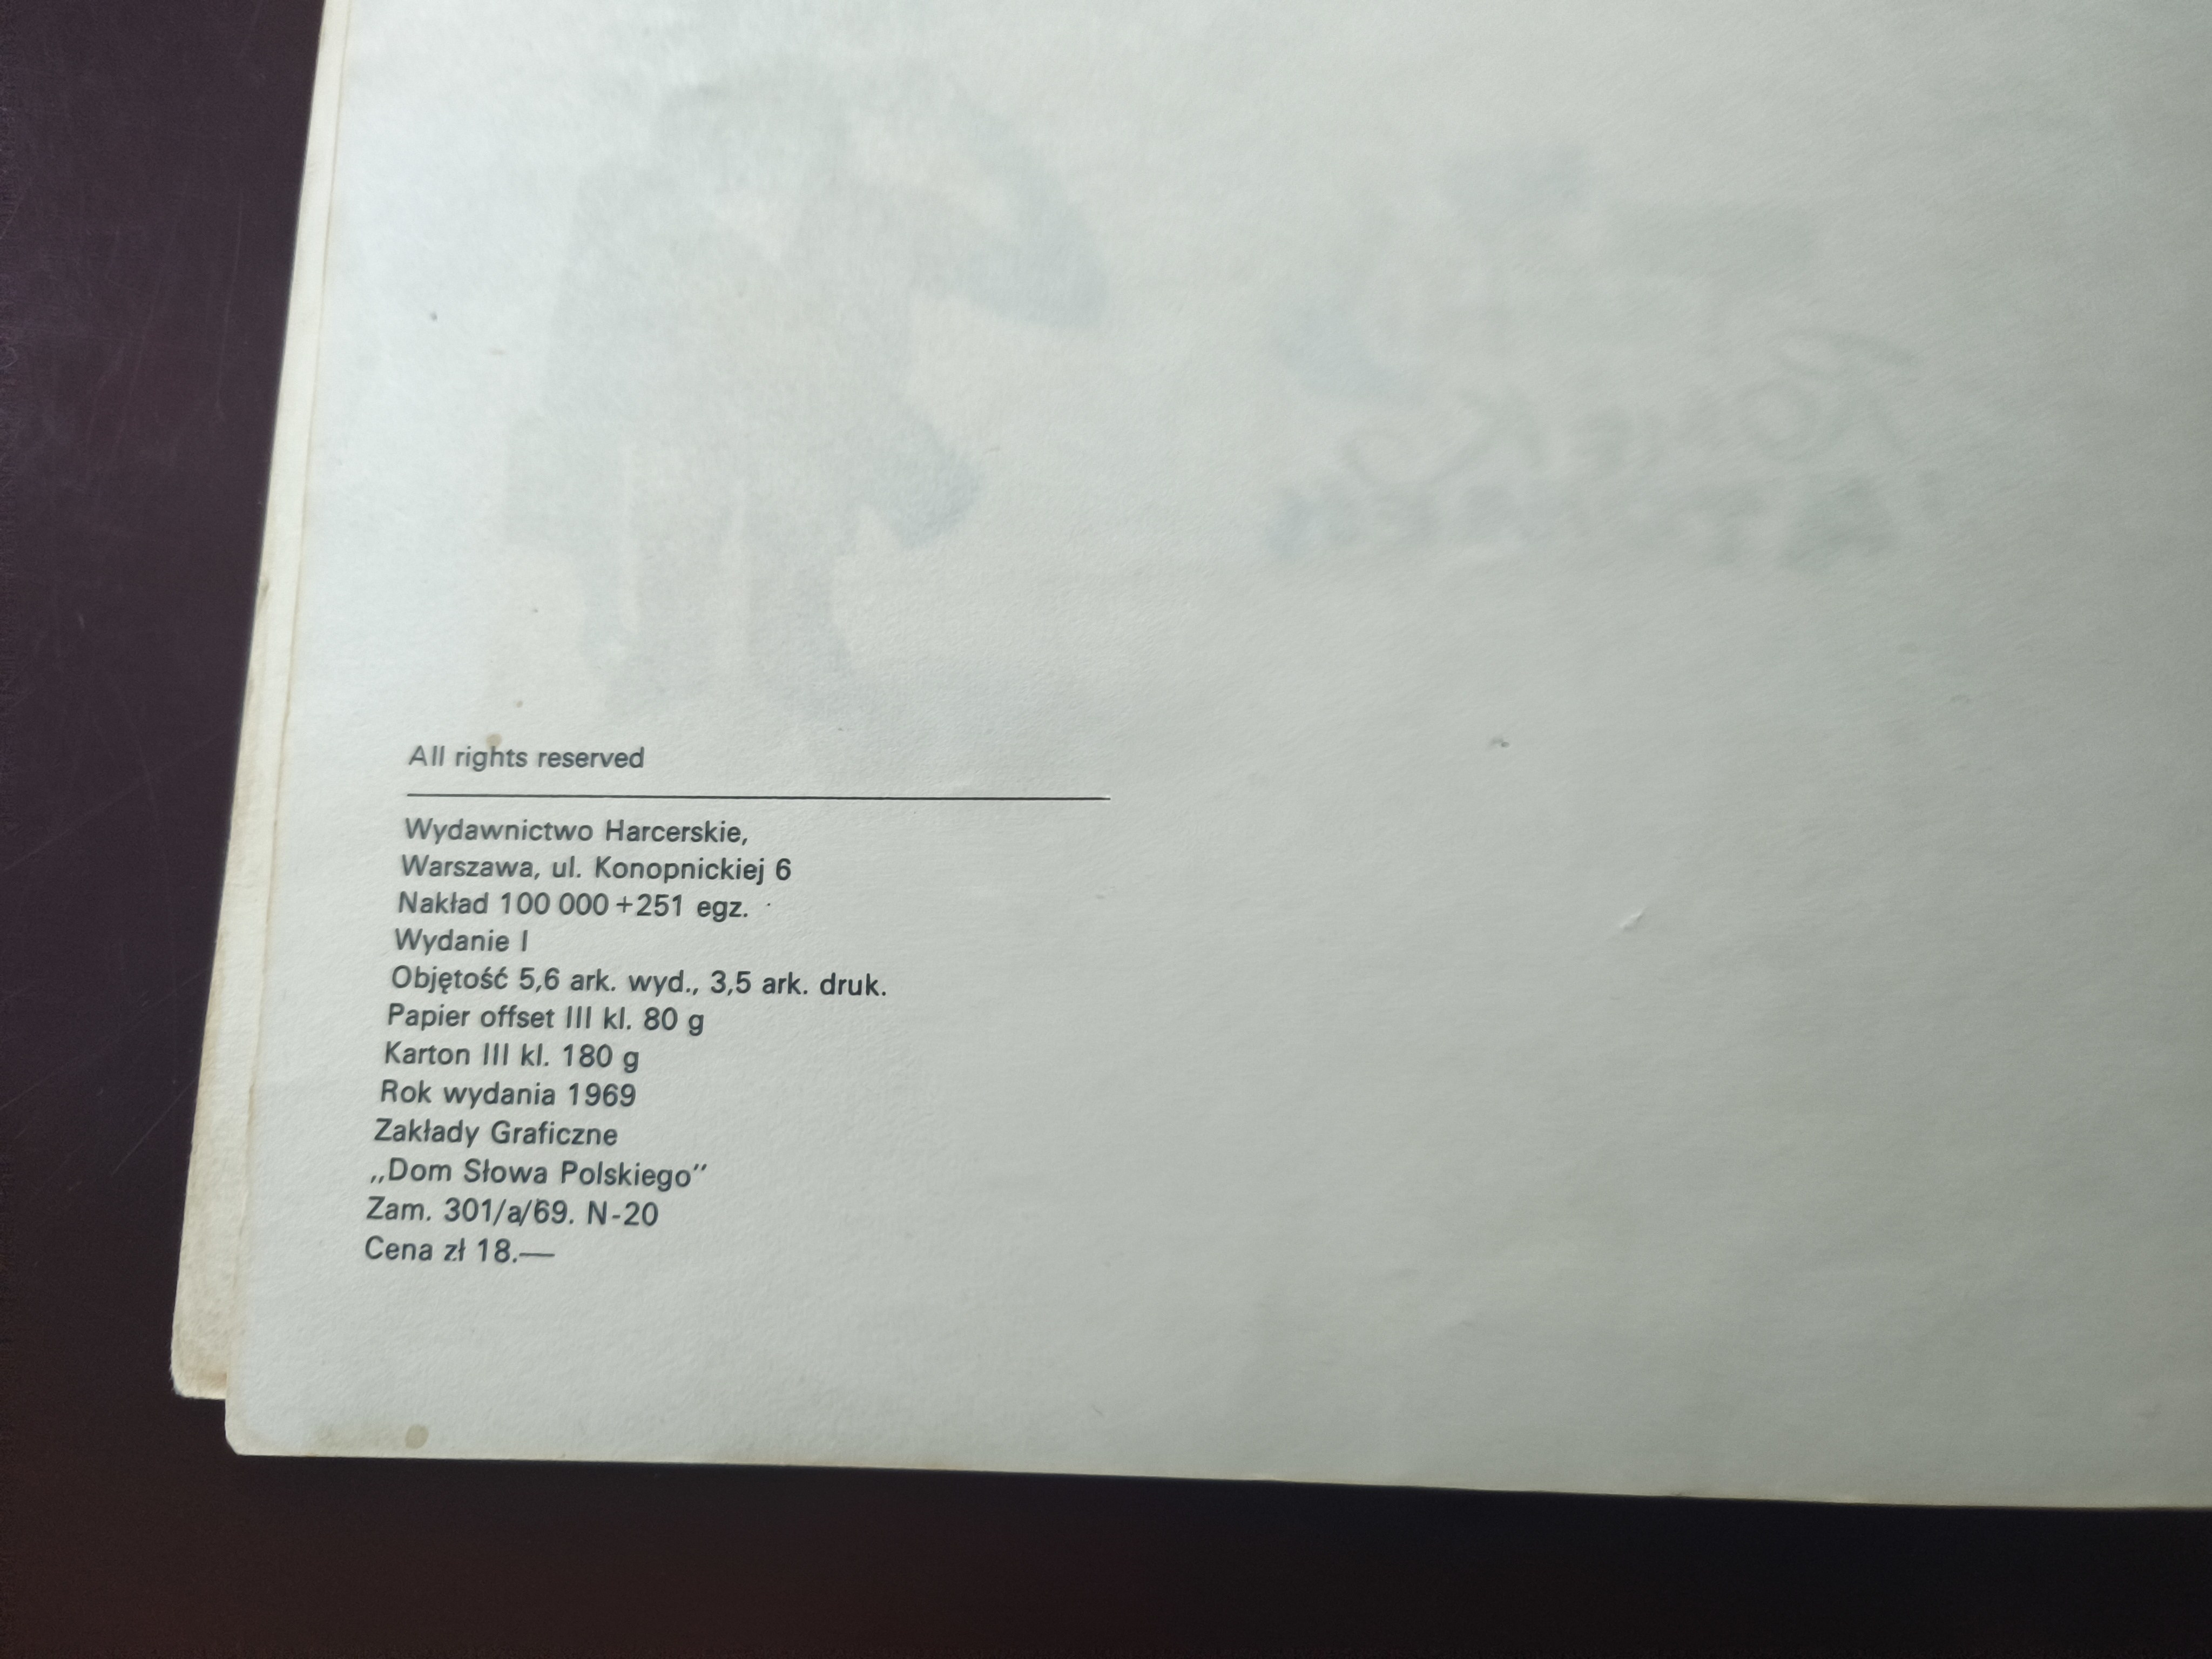 All rights reserved
Wydawnictwo Harcerskie,
Warszawa, ul. Konopnickiej 6
Nakład 100 000+251 egz.
Wydanie I
Objętość 5,6 ark. wyd., 3,5 ark. druk.
Papier offset III kl. 80 g
Karton III kl. 180 g
Rok wydania 1969
Zakłady Graficzne
„Dom Słowa Polskiego”
Zam. 301/a/69. N-20
Cena zł 18.—